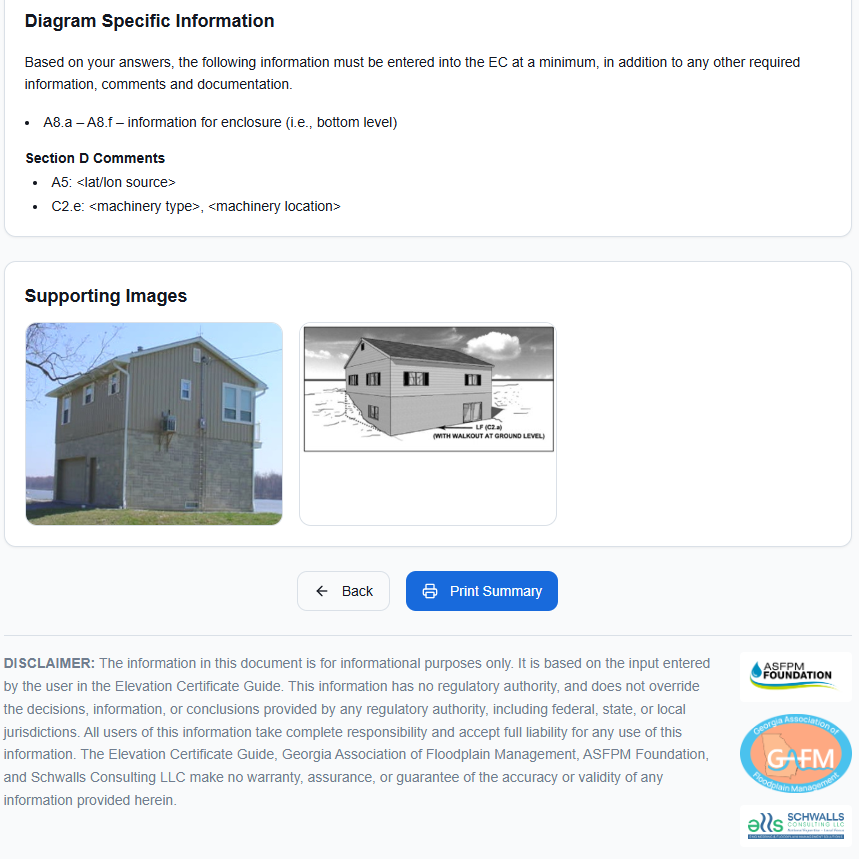 Diagram Specific Information
Based on your answers, the following information must be entered into the EC at a minimum, in addition to any other required
information, comments and documentation.
A8.a – A8.f – information for enclosure (i.e., bottom level)
Section D Comments
A5: <lat/lon source>
C2.e: <machinery type>, <machinery location>
Supporting Images
LF (C2.a)
(WITH WALKOUT AT GROUND LEVEL)
Back
Print Summary
DISCLAIMER: The information in this document is for informational purposes only. It is based on the input entered
by the user in the Elevation Certificate Guide. This information has no regulatory authority, and does not override
the decisions, information, or conclusions provided by any regulatory authority, including federal, state, or local
jurisdictions. All users of this information take complete responsibility and accept full liability for any use of this
information. The Elevation Certificate Guide, Georgia Association of Floodplain Management, ASFPM Foundation,
and Schwalls Consulting LLC make no warranty, assurance, or guarantee of the accuracy or validity of any
information provided herein.
ASFPM
FOUNDATION
Georgia Association of
GAFM
Floodplain Management
SCHWALLS
CONSULTING LLC